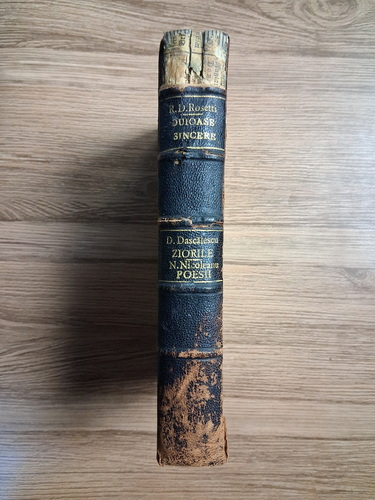 R. D. Rosetti
DUIOASE
SINCERE
D. Dascalescu
ZIORILE
N. Nicoleanu
POESII